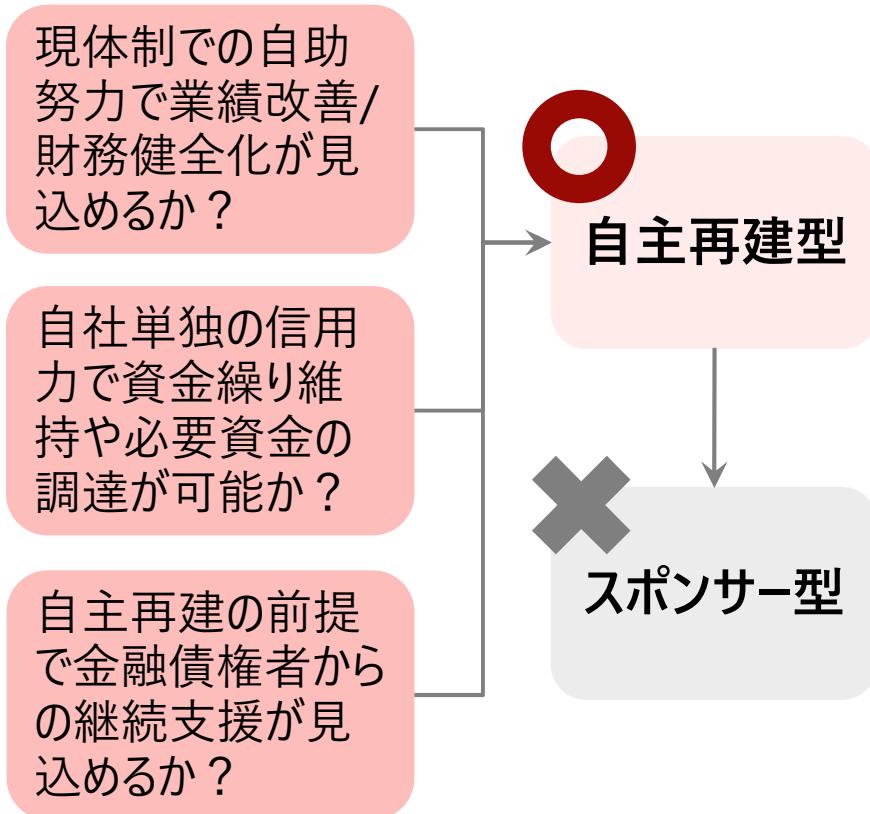 現体制での自助
努力で業績改善/
財務健全化が見
込めるか？
自社単独の信用
力で資金繰り維
持や必要資金の
調達が可能か？
自主再建の前提
で金融債権者から
の継続支援が見
込めるか？
自主再建型
スポンサー型